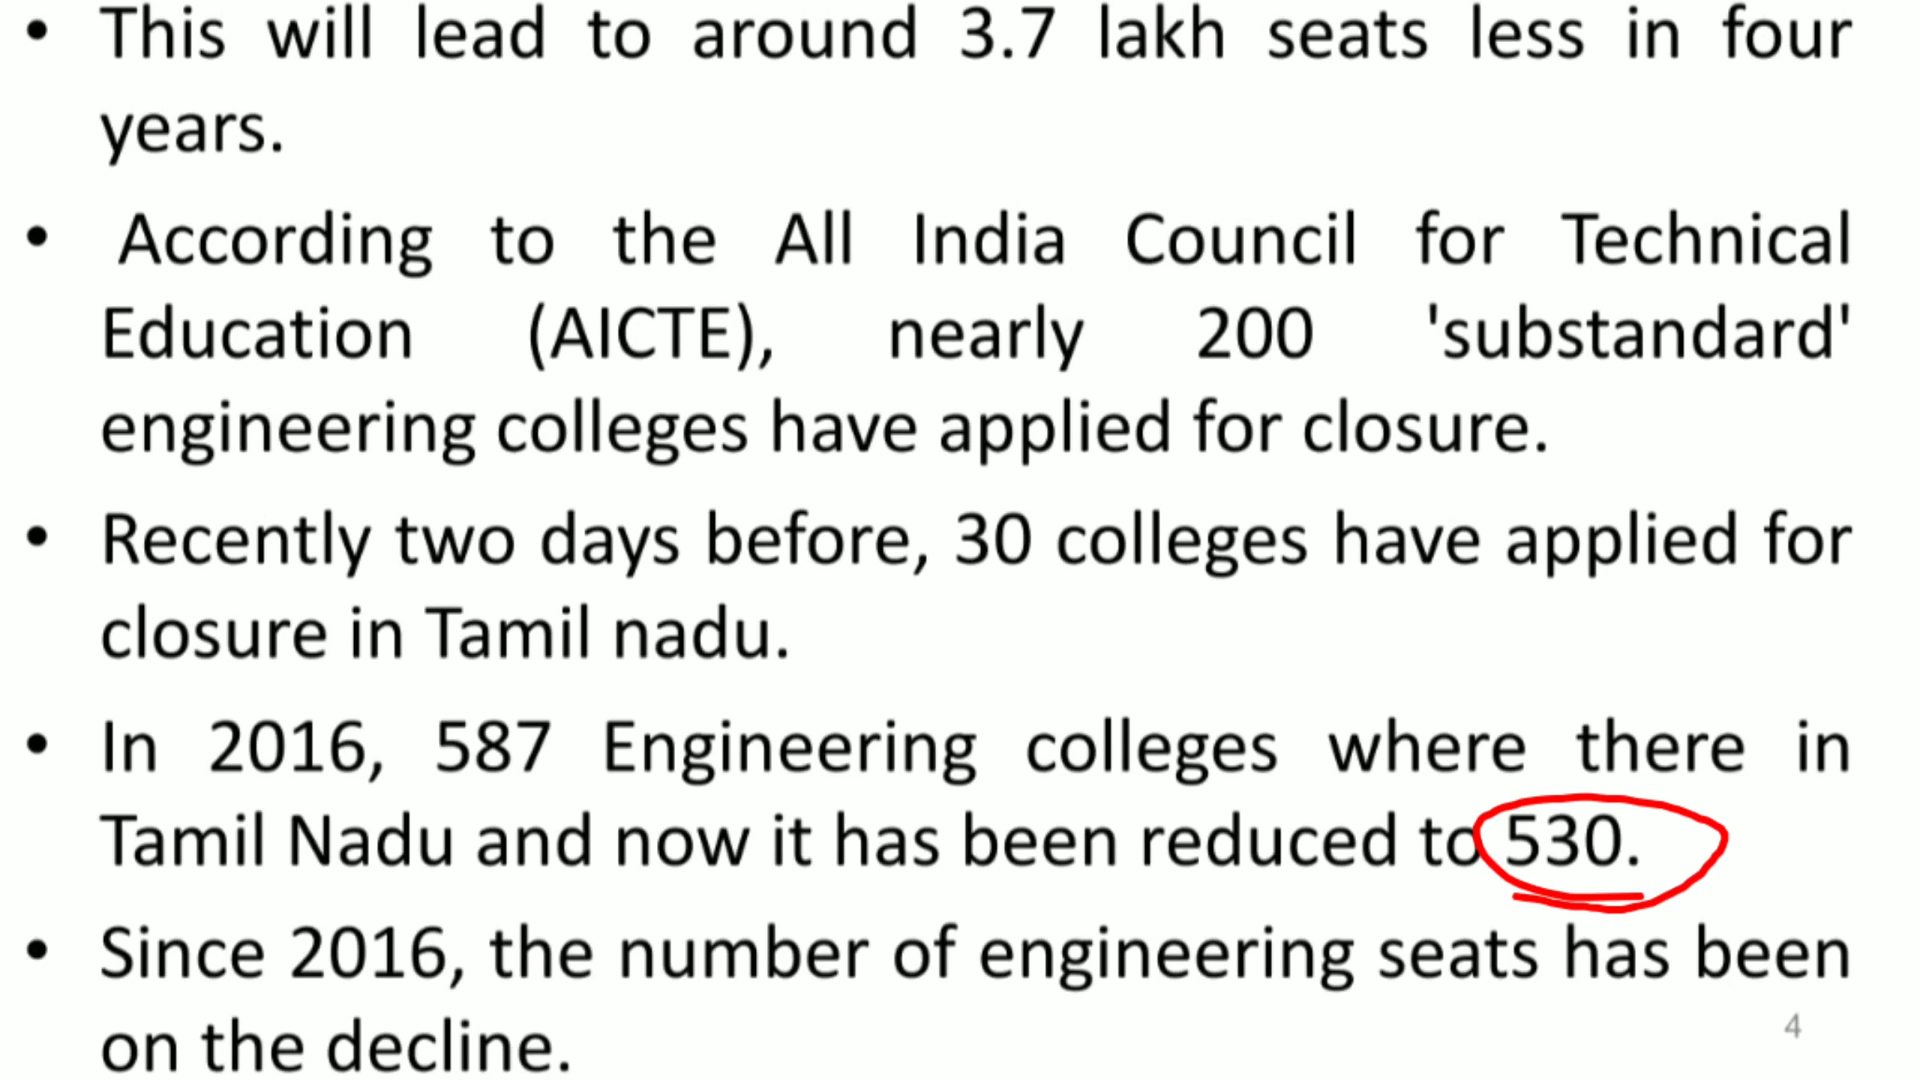 • This will lead to around 3.7 lakh seats less in four
years.
• According to the All India Council for Technical
Education (AICTE), nearly 200 'substandard'
engineering colleges have applied for closure.
• Recently two days before, 30 colleges have applied for
closure in Tamil nadu.
• In 2016, 587 Engineering colleges where there in
Tamil Nadu and now it has been reduced to 530.
• Since 2016, the number of engineering seats has been
on the decline.
4